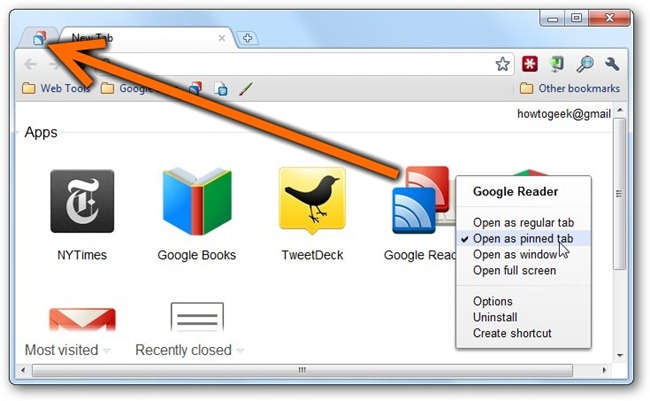 New Tab
Web Tools
Google
Other bookmarks
howtogeek@gmail
Apps
Google Reader
Open as regular tab
Open as pinned tab
Open as window
Open full screen
Options
Uninstall
Create shortcut
NYTimes
Google Books
TweetDeck
Google Read
Most visited
Recently closed